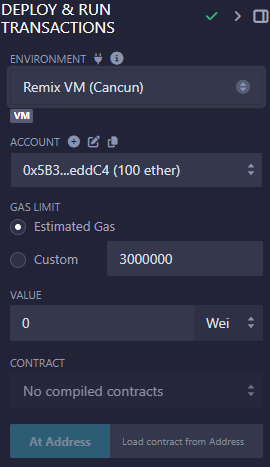 DEPLOY & RUN
TRANSACTIONS
ENVIRONMENT
Remix VM (Cancun)
VM
ACCOUNT
0x5B3...eddC4 (100 ether)
GAS LIMIT
Estimated Gas
Custom 3000000
VALUE
0 Wei
CONTRACT
No compiled contracts
At Address Load contract from Address